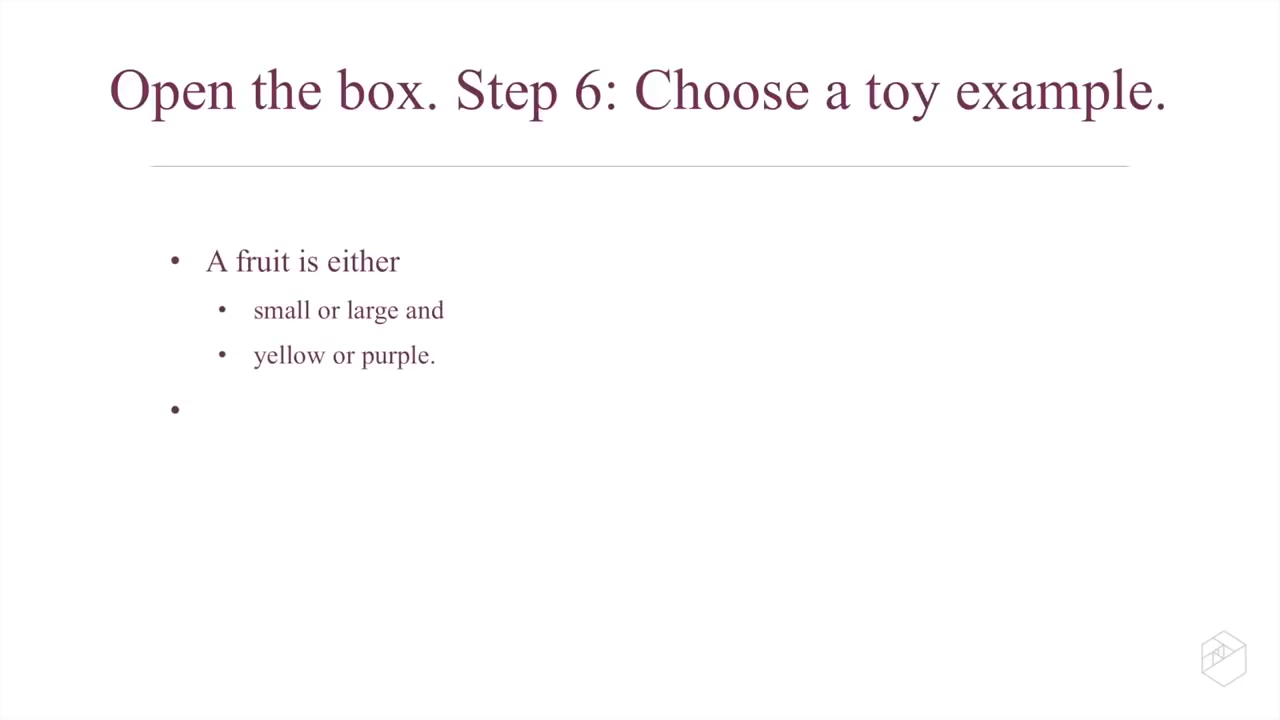 Open the box. Step 6: Choose a toy example.
• A fruit is either
• small or large and
• yellow or purple.
•